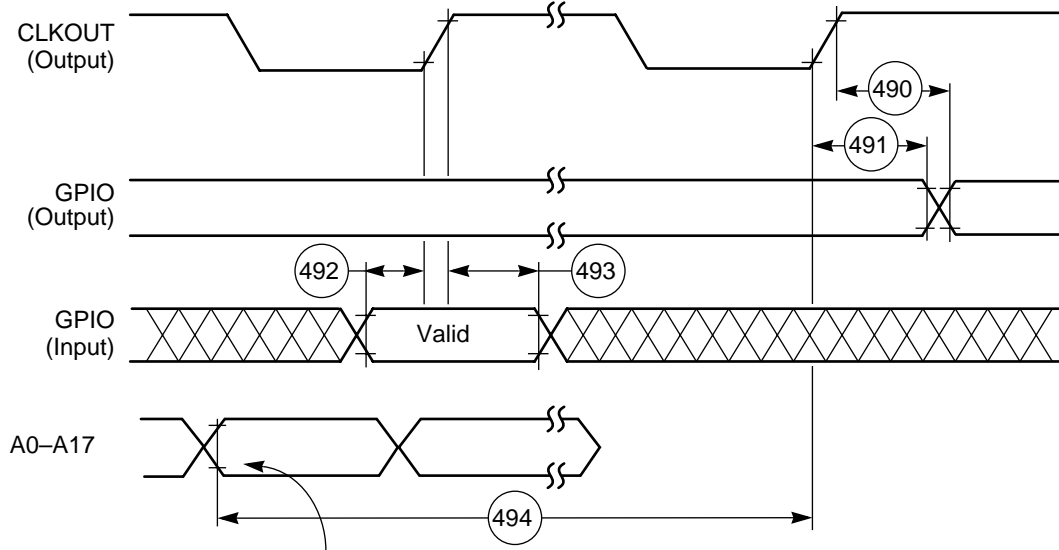 CLKOUT
(Output)
490
491
GPIO
(Output)
492
493
GPIO
(Input)
Valid
A0–A17
494